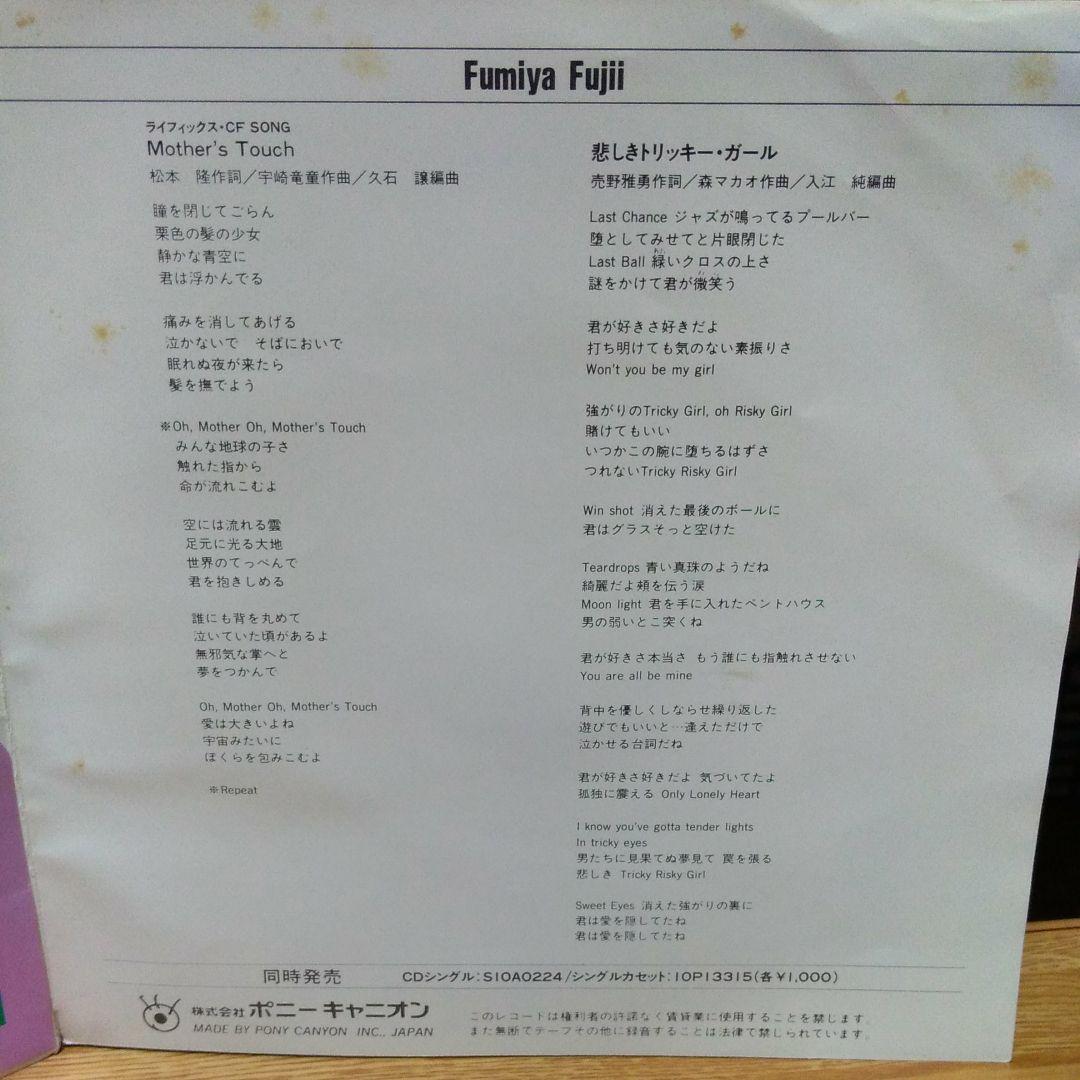 Fumiya Fujii
ライフィックス・CF SONG
Mother's Touch
松本 隆作詞／宇崎竜童作曲／久石 譲編曲
瞳を閉じてごらん
栗色の髪の少女
静かな青空に
君は浮かんでる
痛みを消してあげる
泣かないで そばにおいで
眠れぬ夜が来たら
髪を撫でよう
※Oh, Mother Oh, Mother's Touch
みんな地球の子さ
触れた指から
命が流れこむよ
空には流れる雲
足元に光る大地
世界のてっぺんで
君を抱きしめる
誰にも背を丸めて
泣いていた頃があるよ
無邪気な掌へと
夢をつかんで
Oh, Mother Oh, Mother's Touch
愛は大きいよね
宇宙みたいに
ぼくらを包みこむよ
※Repeat
悲しきトリッキー・ガール
売野雅勇作詞／森マカオ作曲／入江 純編曲
Last Chance ジャズが鳴ってるプールバー
堕としてみせてと片眼閉じた
Last Ball 緑いクロスの上さ
謎をかけて君が微笑う
君が好きさ好きだよ
打ち明けても気のない素振りさ
Won't you be my girl
強がりのTricky Girl, oh Risky Girl
賭けてもいい
いつかこの腕に堕ちるはずさ
つれないTricky Risky Girl
Win shot 消えた最後のボールに
君はグラスそっと空けた
Teardrops 青い真珠のようだね
綺麗だよ頬を伝う涙
Moon light 君を手に入れたペントハウス
男の弱いとこ突くね
君が好きさ本当さ もう誰にも指触れさせない
You are all be mine
背中を優しくしならせ繰り返した
遊びでもいいと…逢えただけで
泣かせる台詞だね
君が好きさ好きだよ 気づいてたよ
孤独に震える Only Lonely Heart
I know you've gotta tender lights
In tricky eyes
男たちに見果てぬ夢見て 罠を張る
悲しき Tricky Risky Girl
Sweet Eyes 消えた強がりの裏に
君は愛を隠してたね
君は愛を隠してたね
同時発売 CDシングル:S10A0224/シングルカセット:10P13315(各¥1,000)
株式会社 ポニーキャニオン
MADE BY PONY CANYON INC., JAPAN
このレコードは権利者の許諾なく賃貸業に使用することを禁じます。
また無断でテープその他に録音することは法律で禁じられています。